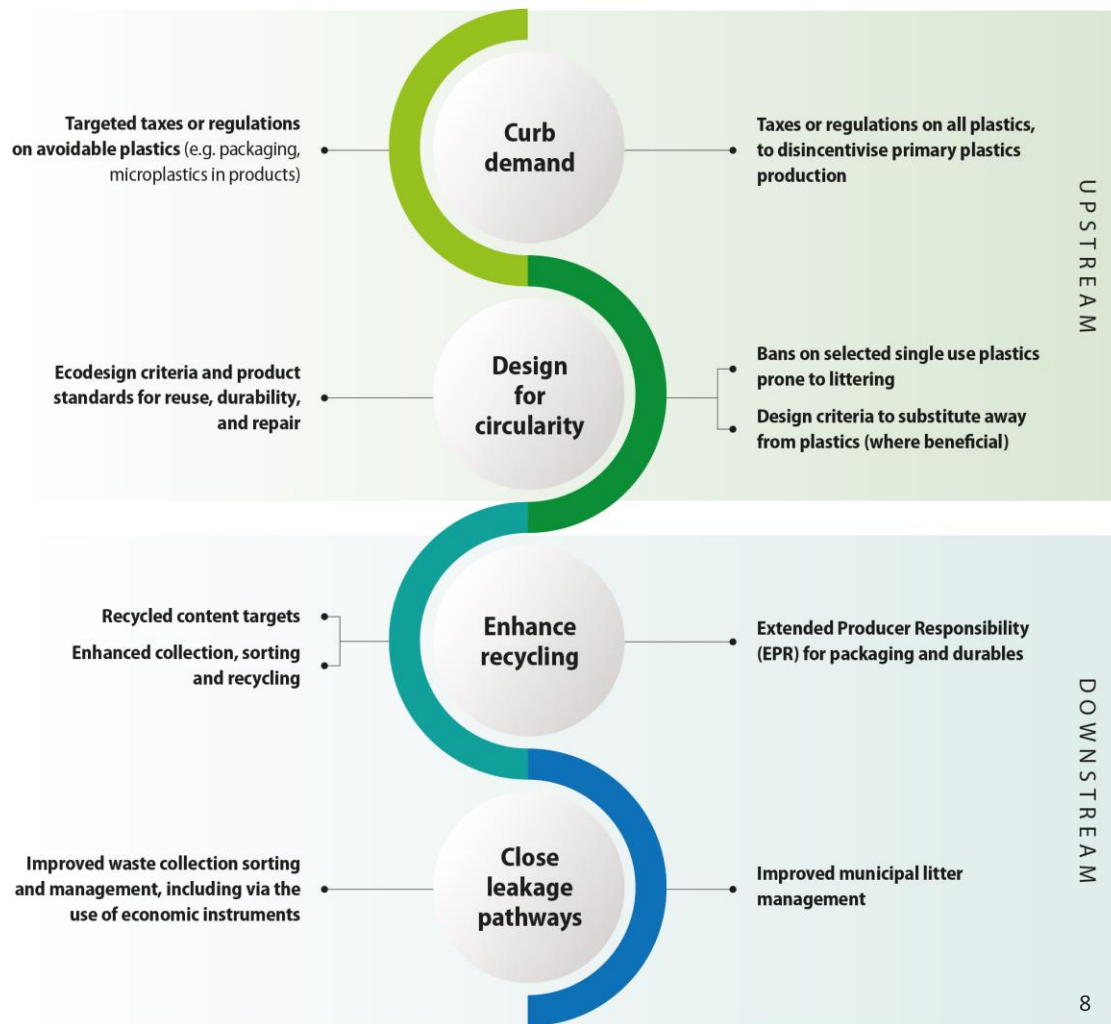 Targeted taxes or regulations
on avoidable plastics (e.g. packaging,
microplastics in products)
Curb
demand
Taxes or regulations on all plastics,
to disincentivise primary plastics
production
UPSTREAM
Ecodesign criteria and product
standards for reuse, durability,
and repair
Design
for
circularity
Bans on selected single use plastics
prone to littering
Design criteria to substitute away
from plastics (where beneficial)
Recycled content targets
Enhanced collection, sorting
and recycling
Enhance
recycling
Extended Producer Responsibility
(EPR) for packaging and durables
DOWNSTREAM
Improved waste collection sorting
and management, including via the
use of economic instruments
Close
leakage
pathways
Improved municipal litter
management
8